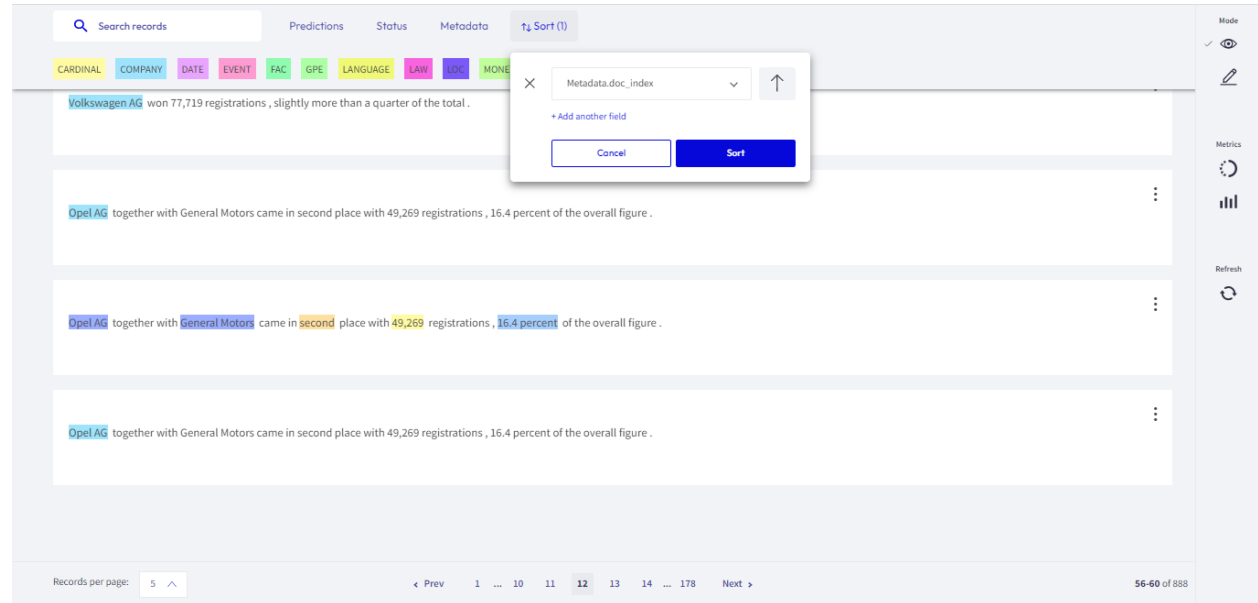 Search records
Predictions
Status
Metadata
Sort (1)
Mode
CARDINAL
COMPANY
DATE
EVENT
FAC
GPE
LANGUAGE
LAW
LOC
MONE
Metadata.doc_index
+ Add another field
Cancel
Sort
Volkswagen AG won 77,719 registrations , slightly more than a quarter of the total .
Metrics
Opel AG together with General Motors came in second place with 49,269 registrations , 16.4 percent of the overall figure .
Refresh
Opel AG together with General Motors came in second place with 49,269 registrations , 16.4 percent of the overall figure .
Opel AG together with General Motors came in second place with 49,269 registrations , 16.4 percent of the overall figure .
Records per page: 5
< Prev 1 ... 10 11 12 13 14 ... 178 Next >
56-60 of 888